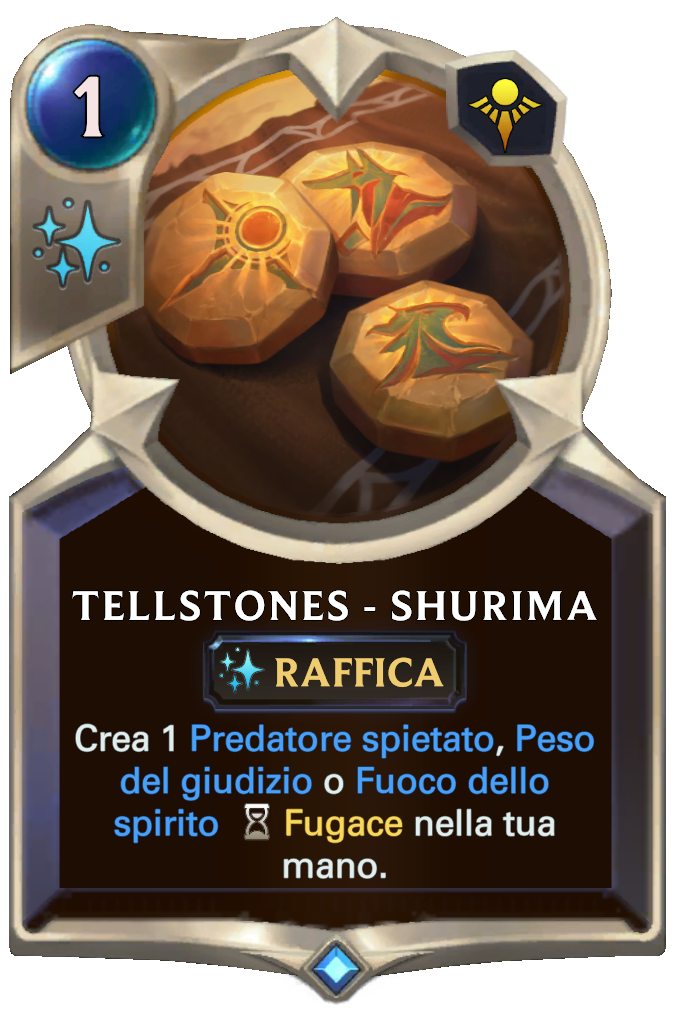 1
TELLSTONES - SHURIMA
RAFFICA
Crea 1 Predatore spietato, Peso
del giudizio o Fuoco dello
spirito Fugace nella tua
mano.